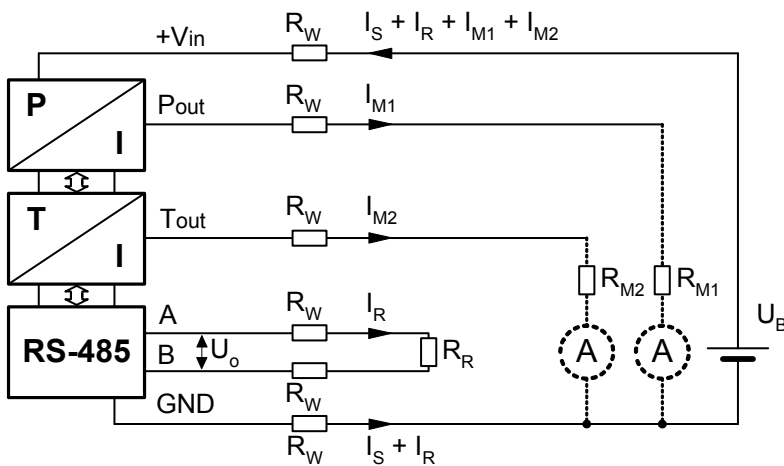 +Vin R_W I_S + I_R + I_M1 + I_M2
P I Pout R_W I_M1
T I Tout R_W I_M2
R_M2 R_M1
U_B
A R_W I_R
RS-485 B U_o R_R A A
GND R_W
R_W I_S + I_R